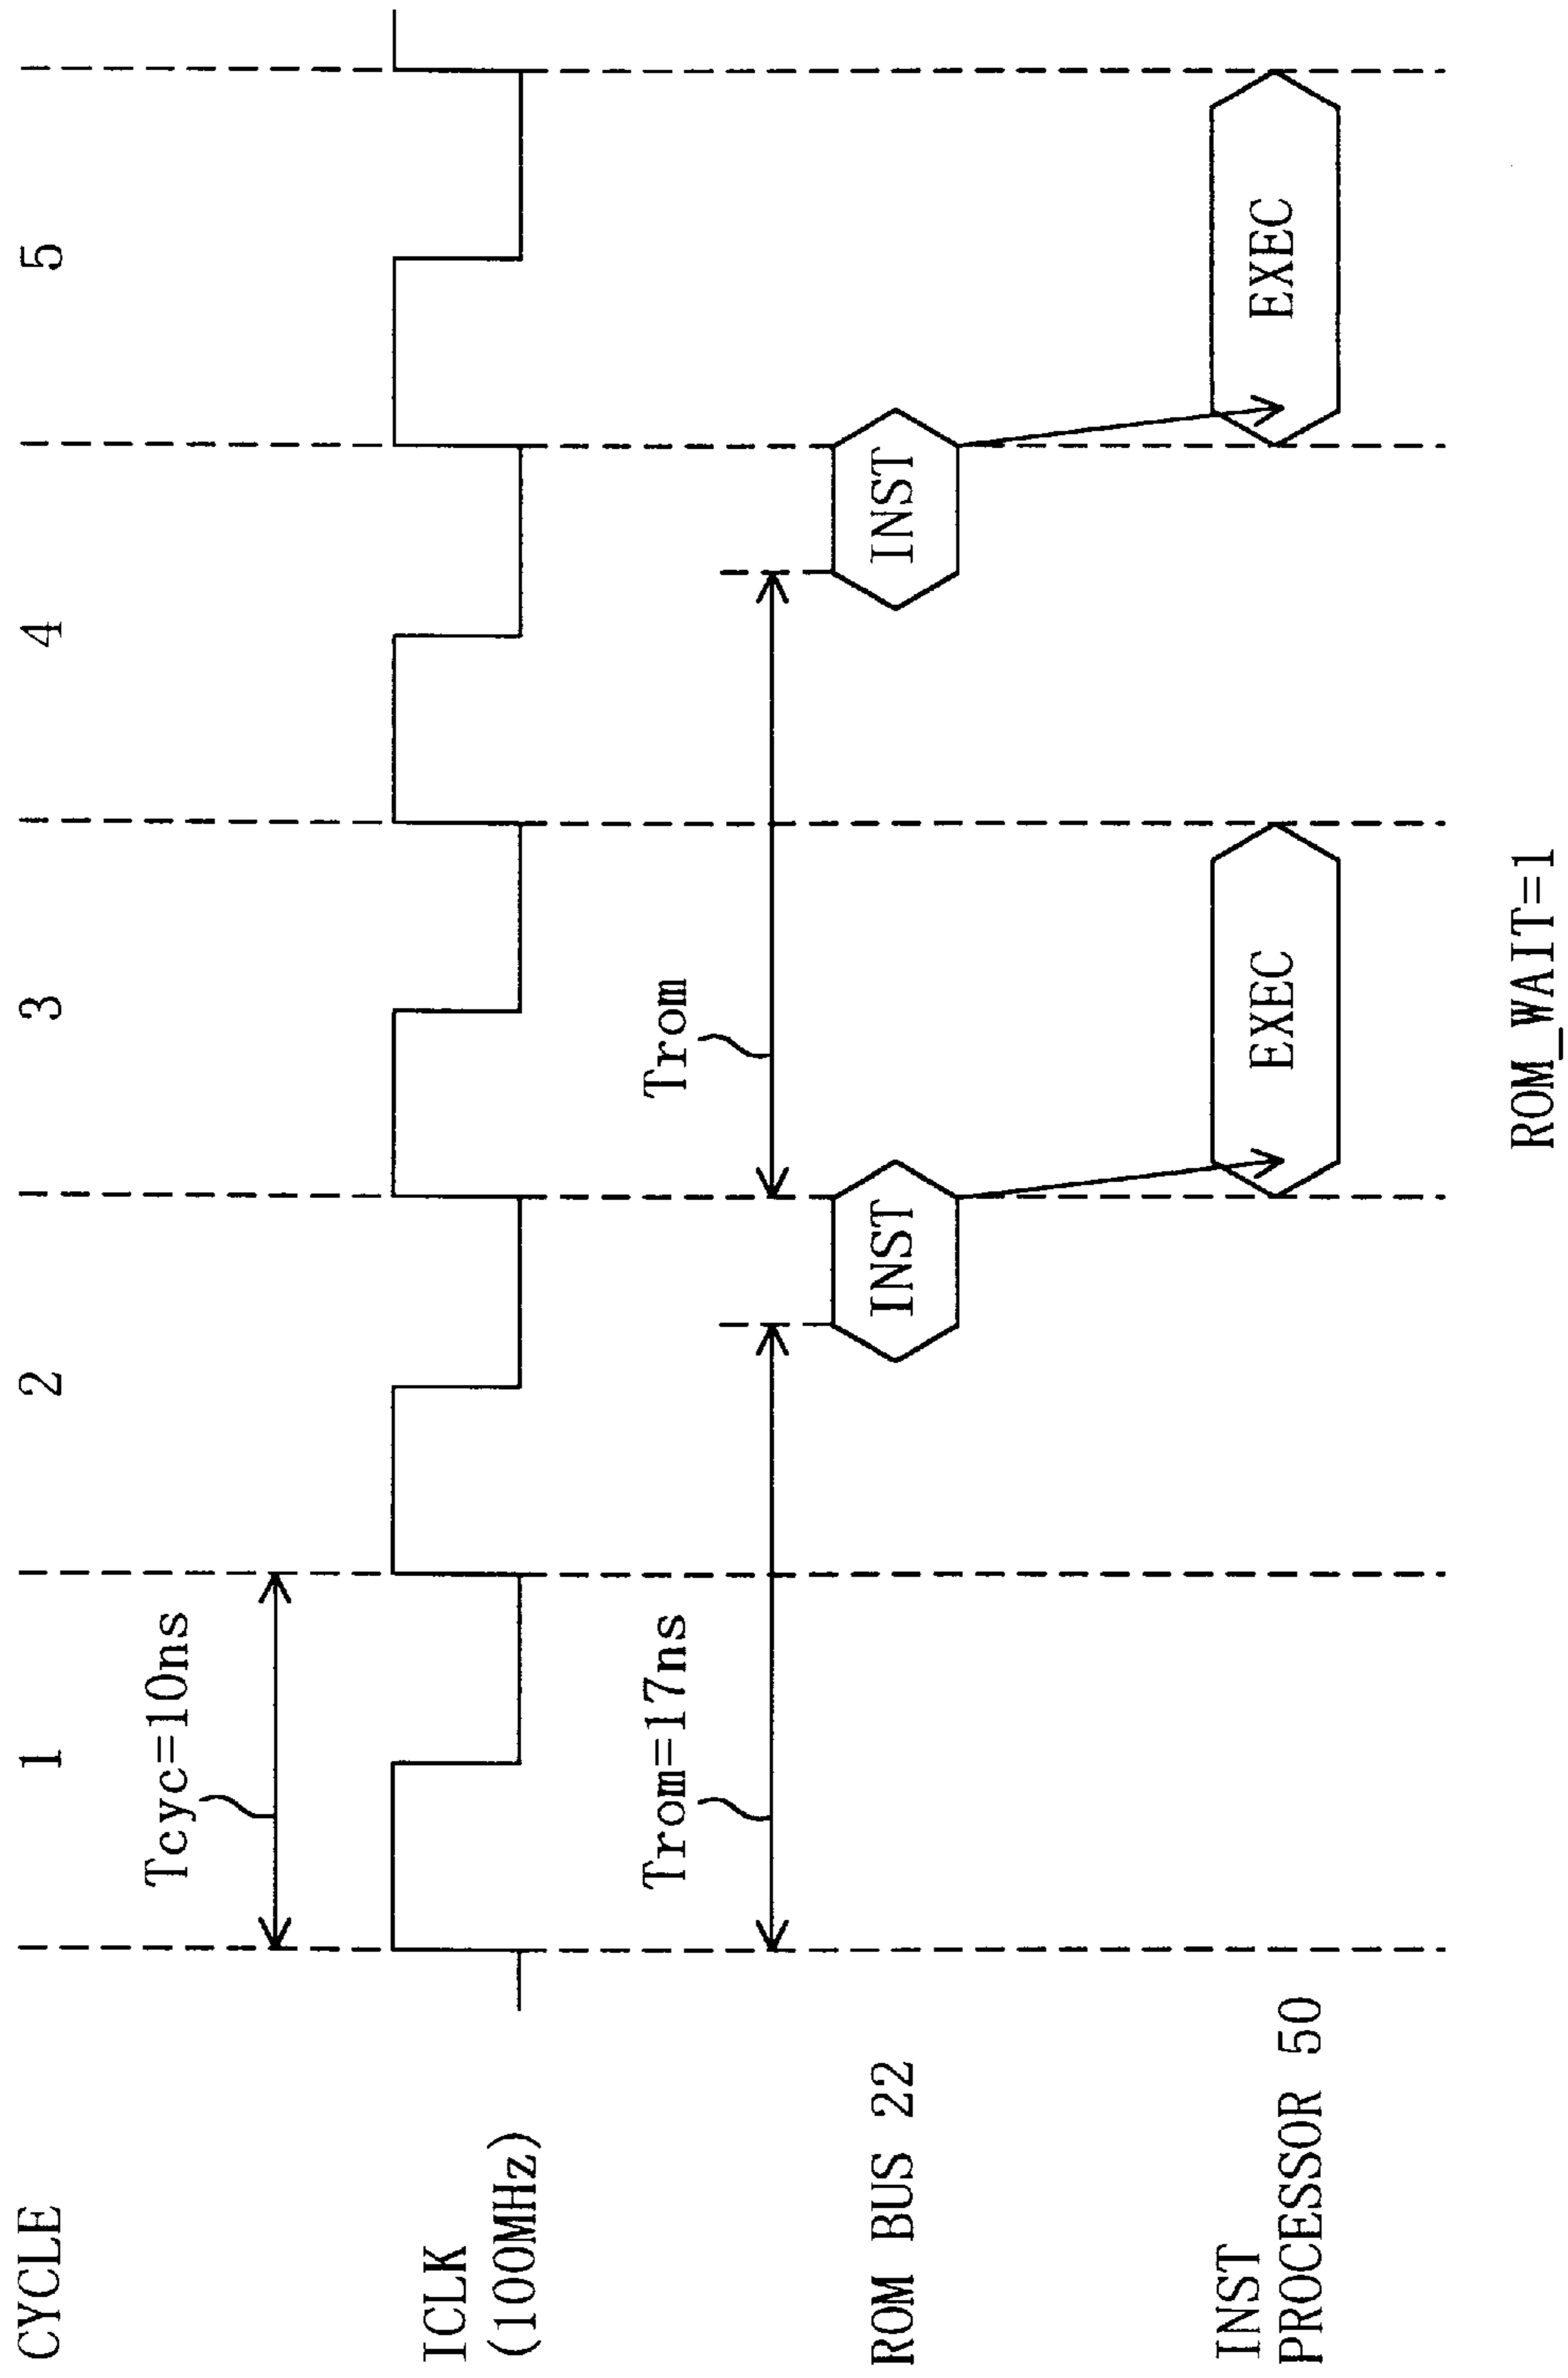 CYCLE 1 2 3 4 5
Tcyc=10ns
ICLK
(100MHz)
Trom=17ns Trom
ROM BUS 22 INST INST
INST
PROCESSOR 50 EXEC EXEC
ROM_WAIT=1